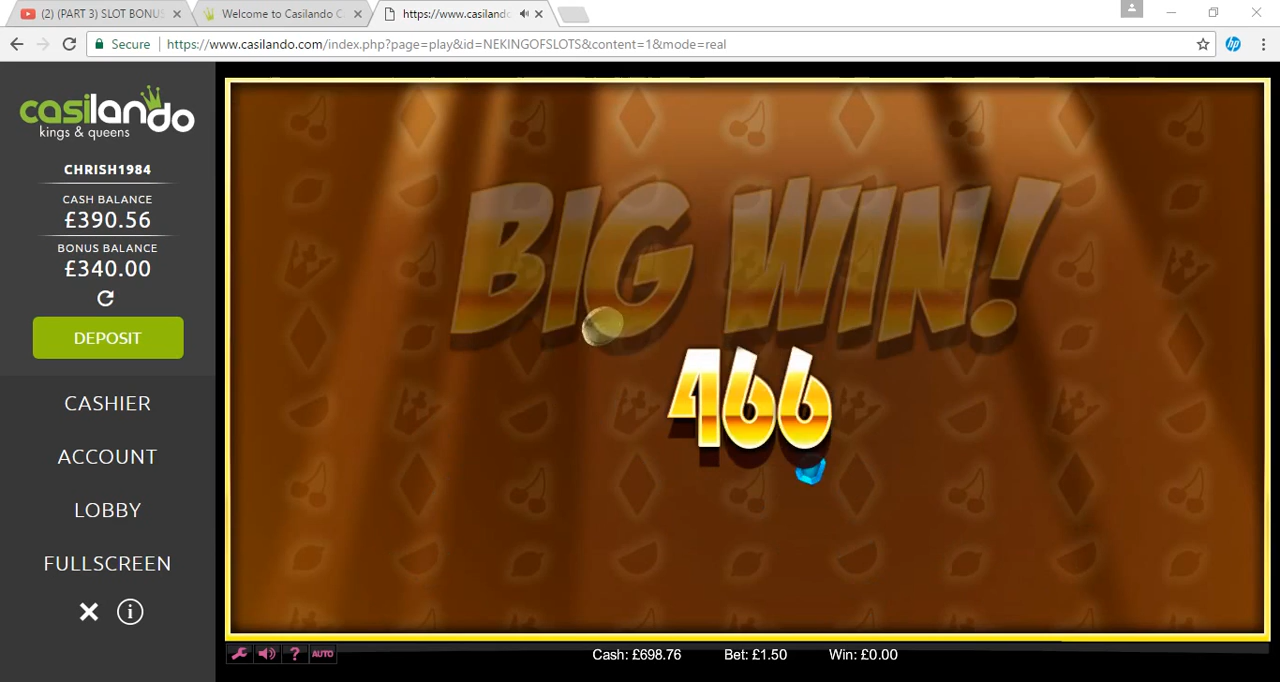 (2) (PART 3) SLOT BONUS
Welcome to Casilando C
https://www.casilando
Secure
https://www.casilando.com/index.php?page=play&id=NEKINGOFSLOTS&content=1&mode=real
hp
casilando
kings & queens
CHRISH1984
CASH BALANCE
£390.56
BONUS BALANCE
£340.00
DEPOSIT
CASHIER
ACCOUNT
LOBBY
FULLSCREEN
BIG WIN!
466
? AUTO
Cash: £698.76 Bet: £1.50 Win: £0.00